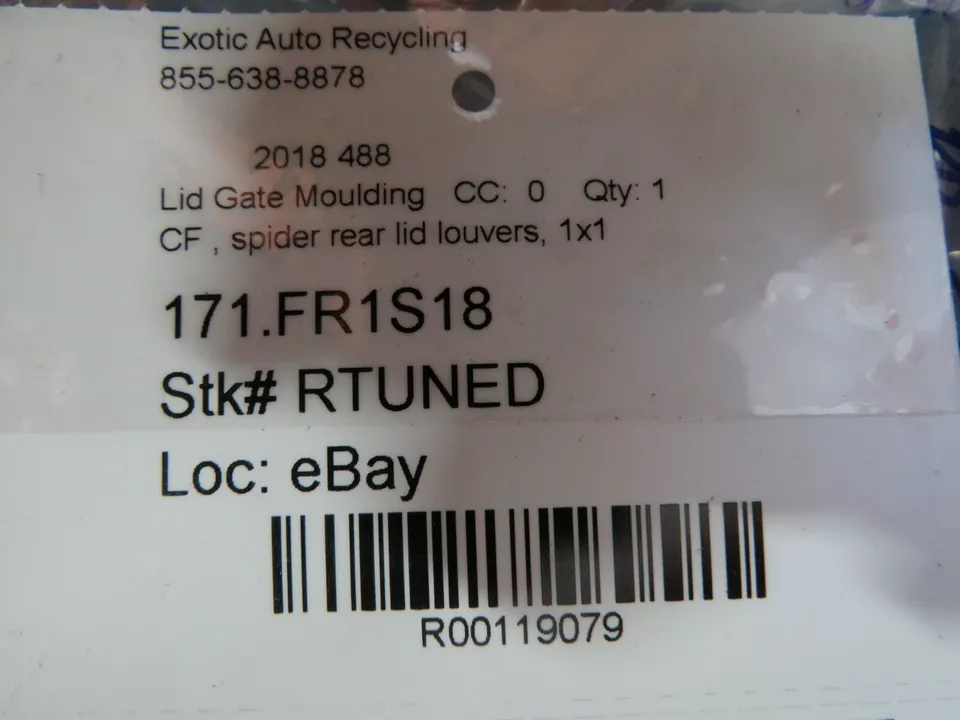 Exotic Auto Recycling
855-638-8878
2018 488
Lid Gate Moulding CC: 0 Qty: 1
CF , spider rear lid louvers, 1x1
171.FR1S18
Stk# RTUNED
Loc: eBay
R00119079